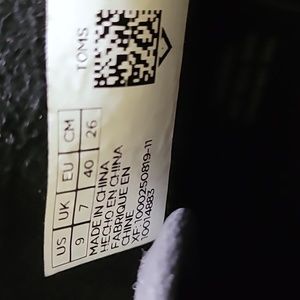 TOMS
US UK EU CM
9 7 40 26
MADE IN CHINA
HECHO EN CHINA
FABRIQUE EN
CHINE
XF 1000250819-11
10014883